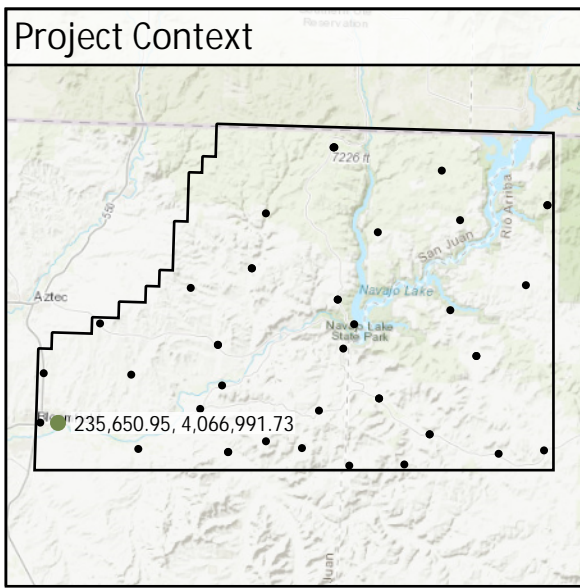 Project Context
Reservation
7226 ft
550
Rio Arriba
San Juan
Aztec
Navajo Lake
Navajo Lake
State Park
235,650.95, 4,066,991.73
Juan